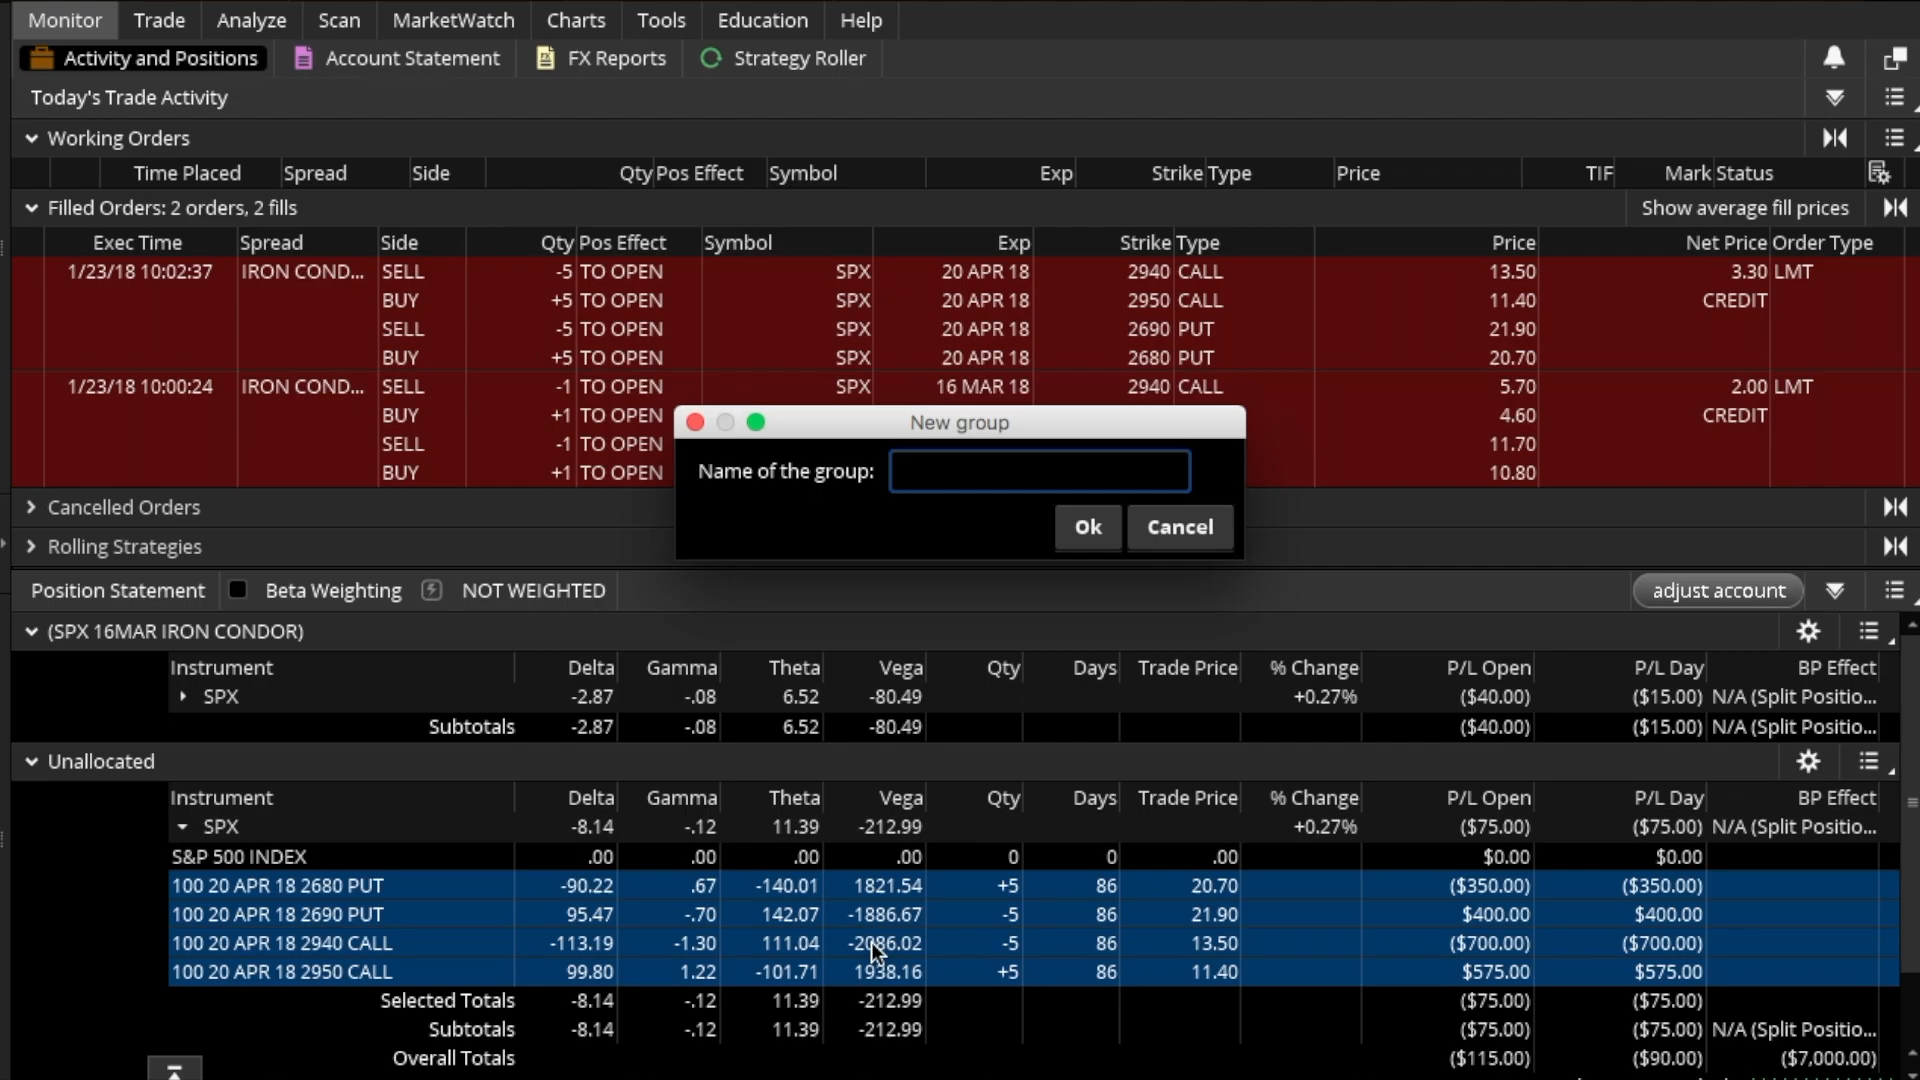 Monitor Trade Analyze Scan MarketWatch Charts Tools Education Help
Activity and Positions Account Statement FX Reports Strategy Roller
Today's Trade Activity
Working Orders
Time Placed Spread Side Qty Pos Effect Symbol Exp Strike Type Price TIF Mark Status
Filled Orders: 2 orders, 2 fills Show average fill prices
Exec Time Spread Side Qty Pos Effect Symbol Exp Strike Type Price Net Price Order Type
1/23/18 10:02:37 IRON COND... SELL -5 TO OPEN SPX 20 APR 18 2940 CALL 13.50 3.30 LMT
BUY +5 TO OPEN SPX 20 APR 18 2950 CALL 11.40 CREDIT
SELL -5 TO OPEN SPX 20 APR 18 2690 PUT 21.90
BUY +5 TO OPEN SPX 20 APR 18 2680 PUT 20.70
1/23/18 10:00:24 IRON COND... SELL -1 TO OPEN SPX 16 MAR 18 2940 CALL 5.70 2.00 LMT
BUY +1 TO OPEN 4.60 CREDIT
SELL -1 TO OPEN 11.70
BUY +1 TO OPEN 10.80
New group
Name of the group:
Ok Cancel
Cancelled Orders
Rolling Strategies
Position Statement Beta Weighting NOT WEIGHTED adjust account
(SPX 16MAR IRON CONDOR)
Instrument Delta Gamma Theta Vega Qty Days Trade Price % Change P/L Open P/L Day BP Effect
SPX -2.87 -.08 6.52 -80.49 +0.27% ($40.00) ($15.00) N/A (Split Positio...
Subtotals -2.87 -.08 6.52 -80.49 ($40.00) ($15.00) N/A (Split Positio...
Unallocated
Instrument Delta Gamma Theta Vega Qty Days Trade Price % Change P/L Open P/L Day BP Effect
SPX -8.14 -.12 11.39 -212.99 +0.27% ($75.00) ($75.00) N/A (Split Positio...
S&P 500 INDEX .00 .00 .00 .00 0 0 .00 $0.00 $0.00
100 20 APR 18 2680 PUT -90.22 .67 -140.01 1821.54 +5 86 20.70 ($350.00) ($350.00)
100 20 APR 18 2690 PUT 95.47 -.70 142.07 -1886.67 -5 86 21.90 $400.00 $400.00
100 20 APR 18 2940 CALL -113.19 -1.30 111.04 -2086.02 -5 86 13.50 ($700.00) ($700.00)
100 20 APR 18 2950 CALL 99.80 1.22 -101.71 1938.16 +5 86 11.40 $575.00 $575.00
Selected Totals -8.14 -.12 11.39 -212.99 ($75.00) ($75.00)
Subtotals -8.14 -.12 11.39 -212.99 ($75.00) ($75.00) N/A (Split Positio...
Overall Totals ($115.00) ($90.00) ($7,000.00)